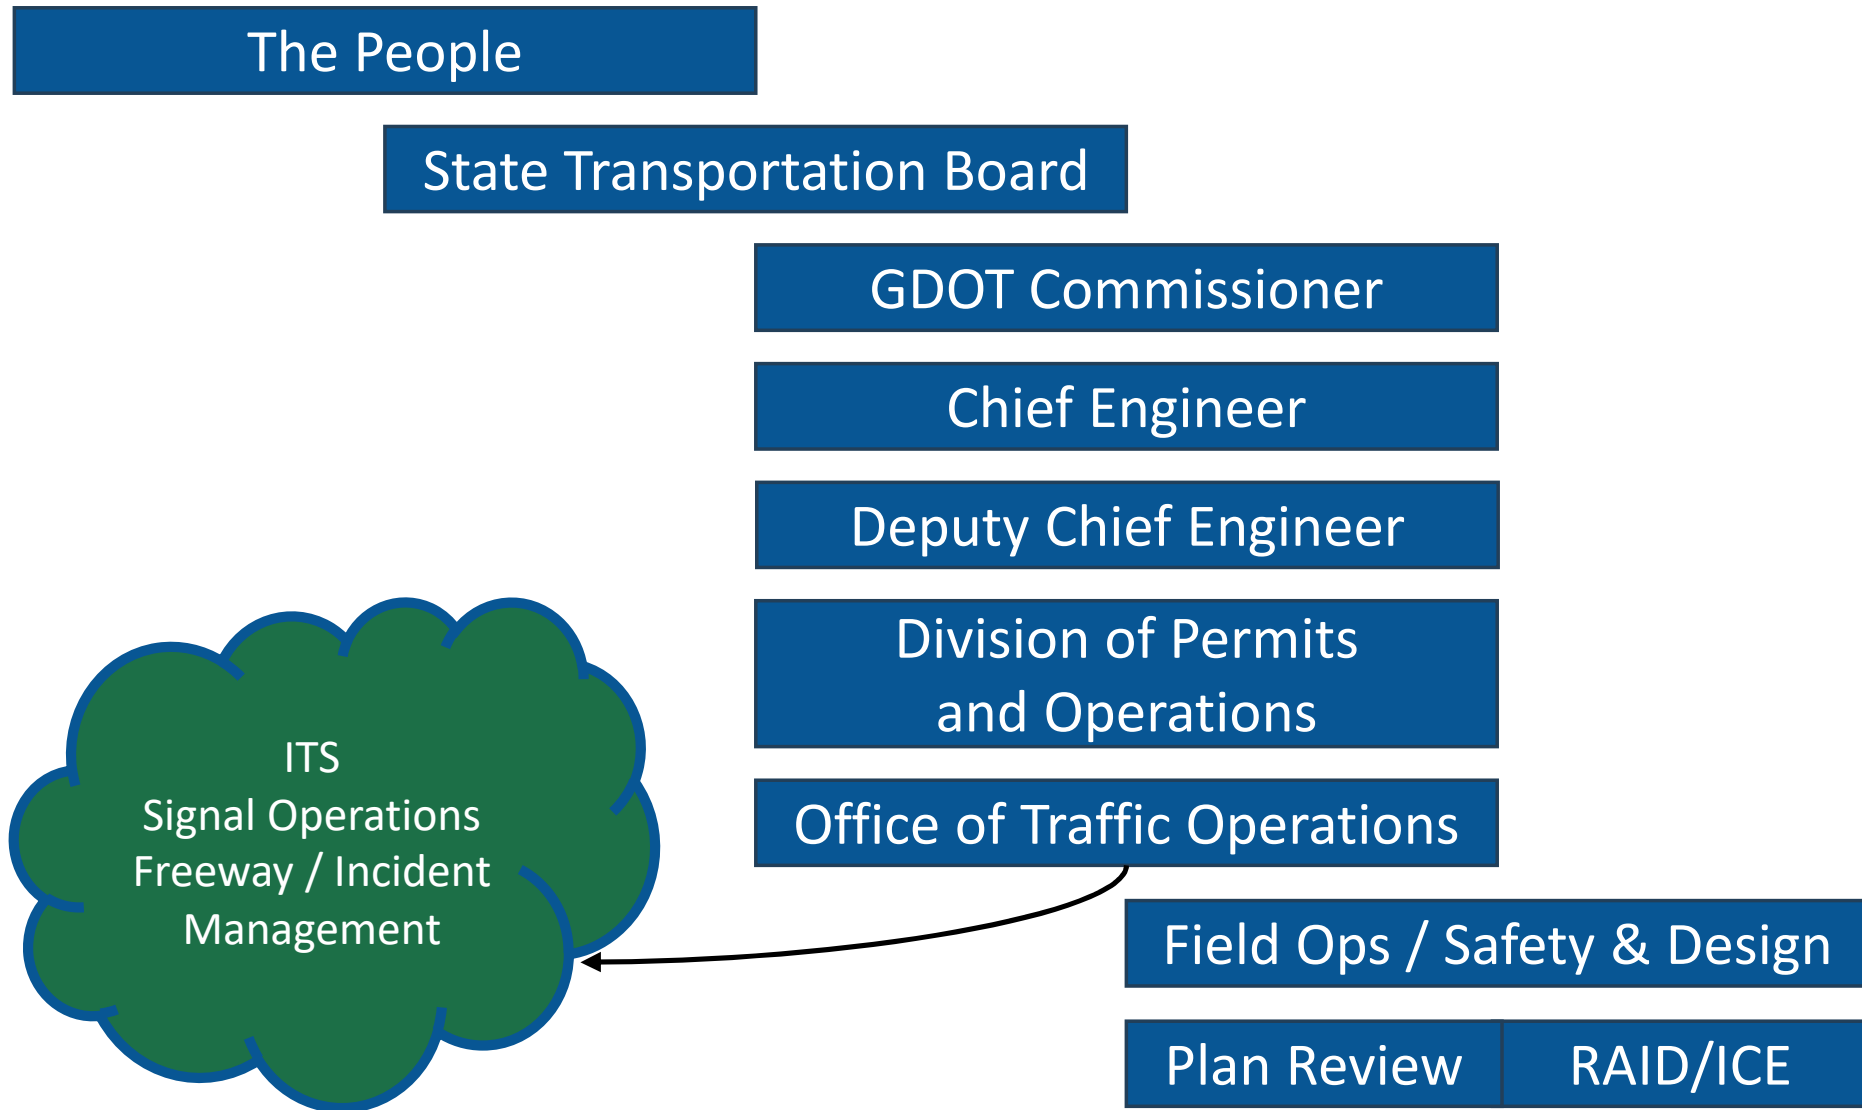 The People
State Transportation Board
GDOT Commissioner
Chief Engineer
Deputy Chief Engineer
Division of Permits
and Operations
Office of Traffic Operations
ITS
Signal Operations
Freeway / Incident
Management
Field Ops / Safety & Design
Plan Review
RAID/ICE